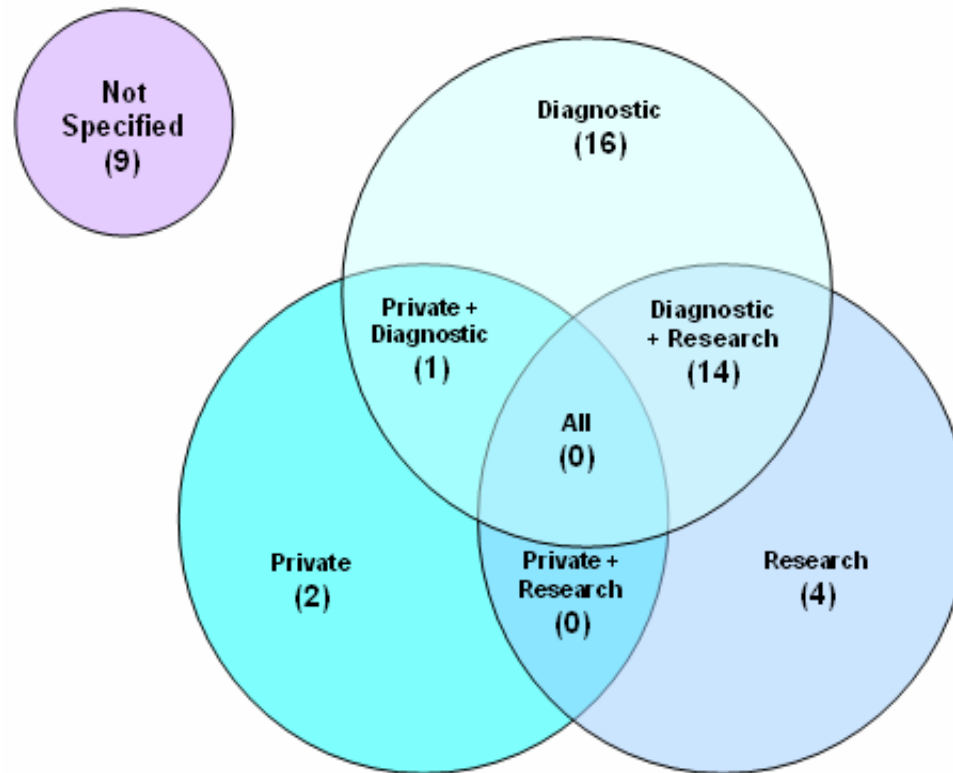 Not
Specified
(9)
Diagnostic
(16)
Private +
Diagnostic
(1)
Diagnostic
+ Research
(14)
All
(0)
Private
(2)
Private +
Research
(0)
Research
(4)